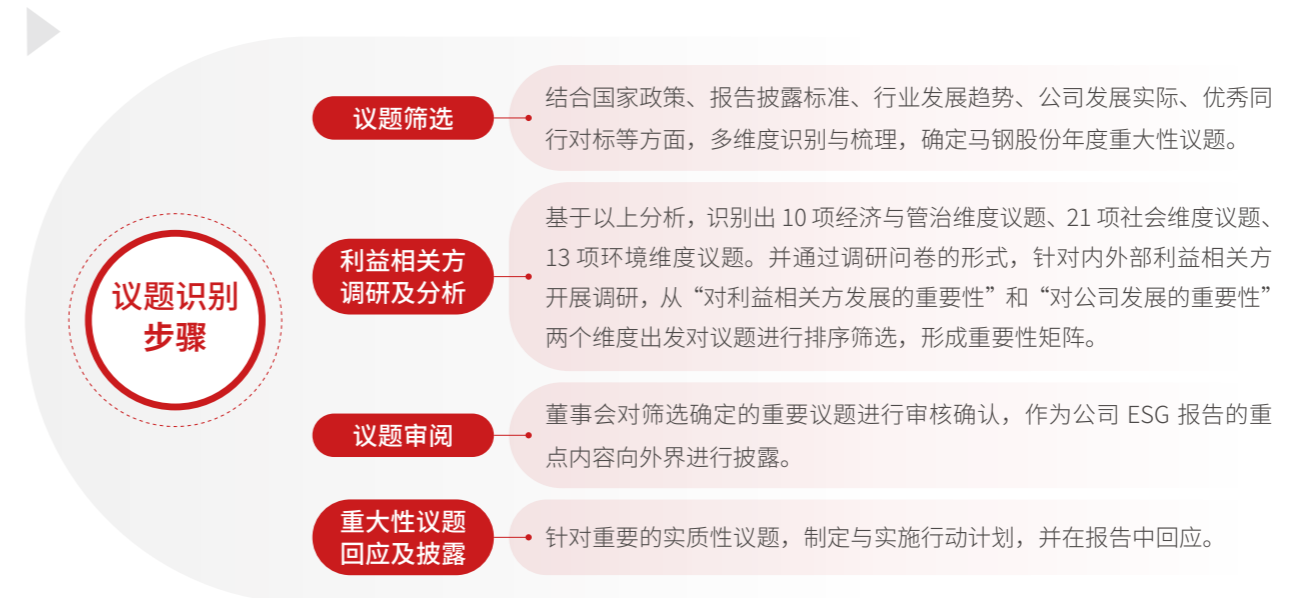 议题识别
步骤
议题筛选
结合国家政策、报告披露标准、行业发展趋势、公司发展实际、优秀同
行对标等方面，多维度识别与梳理，确定马钢股份年度重大性议题。
利益相关方
调研及分析
基于以上分析，识别出 10 项经济与管治维度议题、21 项社会维度议题、
13 项环境维度议题。并通过调研问卷的形式，针对内外部利益相关方
开展调研，从“对利益相关方发展的重要性”和“对公司发展的重要性”
两个维度出发对议题进行排序筛选，形成重要性矩阵。
议题审阅
董事会对筛选确定的重要议题进行审核确认，作为公司 ESG 报告的重
点内容向外界进行披露。
重大性议题
回应及披露
针对重要的实质性议题，制定与实施行动计划，并在报告中回应。